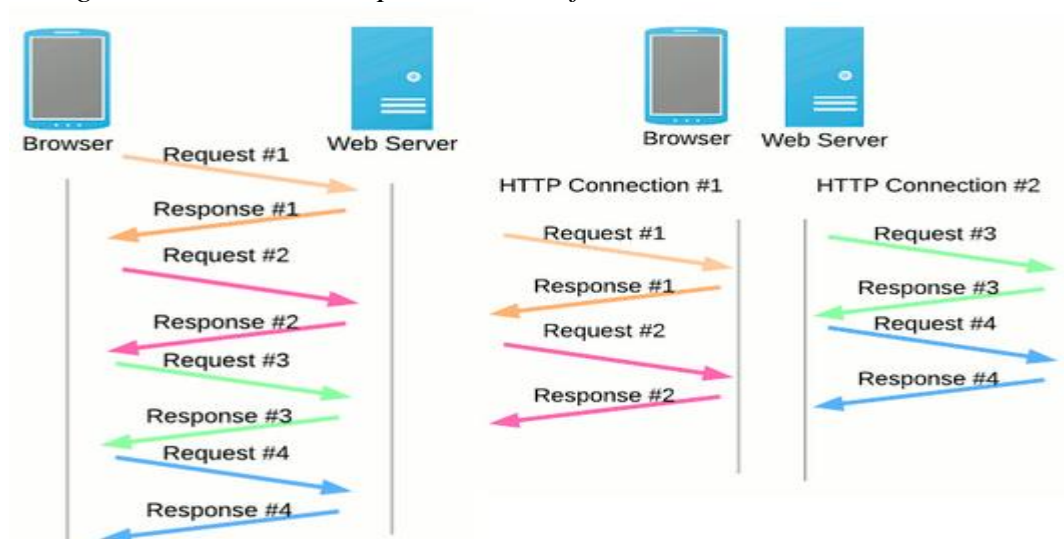 Browser
Web Server
Request #1
Response #1
Request #2
Response #2
Request #3
Response #3
Request #4
Response #4
Browser
Web Server
HTTP Connection #1
HTTP Connection #2
Request #1
Response #1
Request #2
Response #2
Request #3
Response #3
Request #4
Response #4